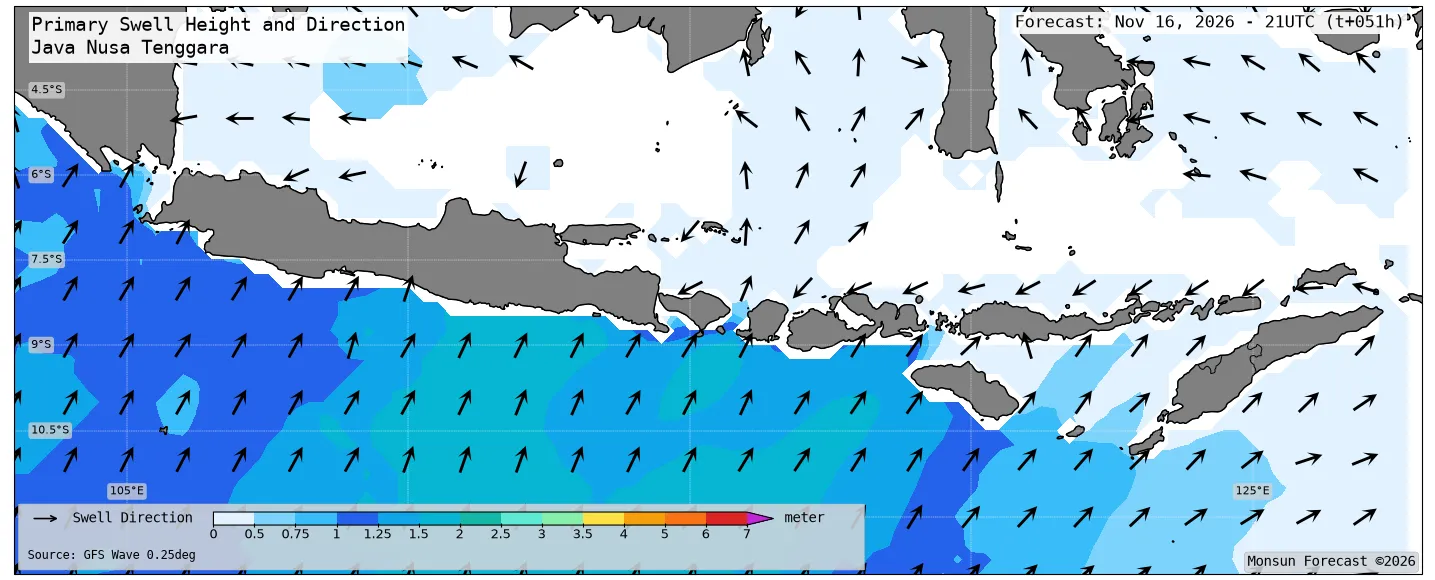 Primary Swell Height and Direction
Java Nusa Tenggara
Forecast: Nov 16, 2026 - 21UTC (t+051h)
4.5°S
6°S
7.5°S
9°S
10.5°S
105°E
125°E
Swell Direction
0 0.5 0.75 1 1.25 1.5 2 2.5 3 3.5 4 5 6 7
meter
Source: GFS Wave 0.25deg
Monsun Forecast ©2026